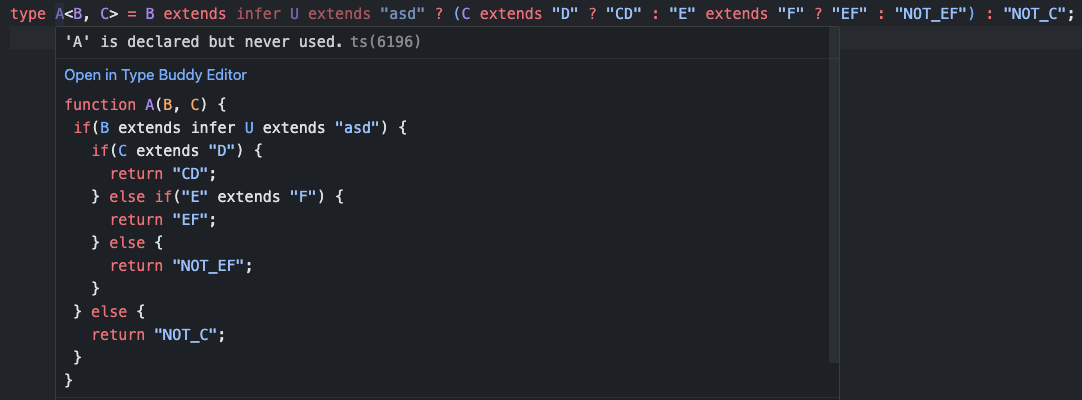 type A<B, C> = B extends infer U extends "asd" ? (C extends "D" ? "CD" : "E" extends "F" ? "EF" : "NOT_EF") : "NOT_C";
'A' is declared but never used. ts(6196)
Open in Type Buddy Editor
function A(B, C) {
 if(B extends infer U extends "asd") {
   if(C extends "D") {
     return "CD";
   } else if("E" extends "F") {
     return "EF";
   } else {
     return "NOT_EF";
   }
 } else {
   return "NOT_C";
 }
}